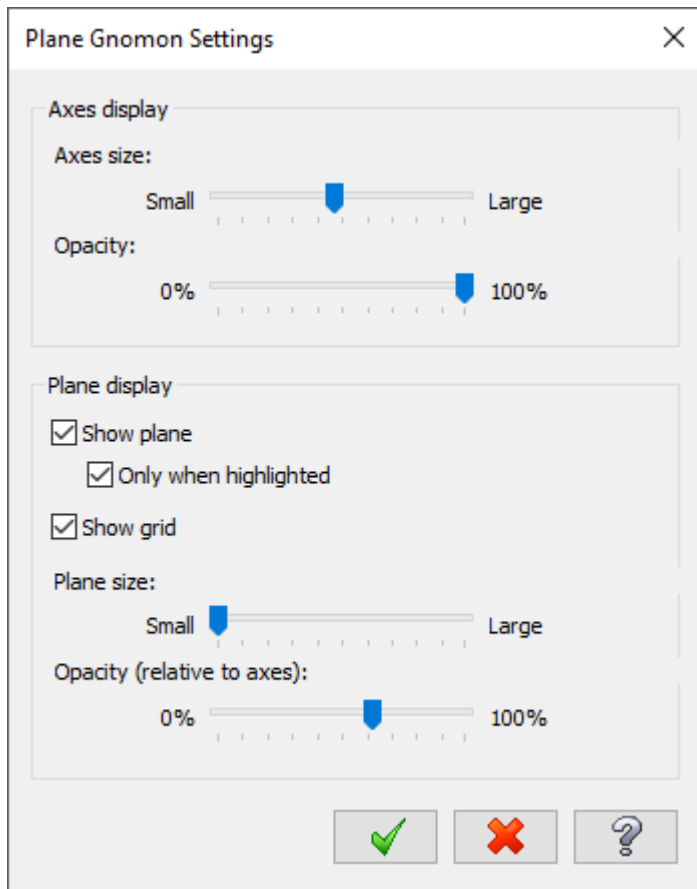 Plane Gnomon Settings
Axes display
Axes size:
Small Large
Opacity:
0% 100%
Plane display
Show plane
Only when highlighted
Show grid
Plane size:
Small Large
Opacity (relative to axes):
0% 100%